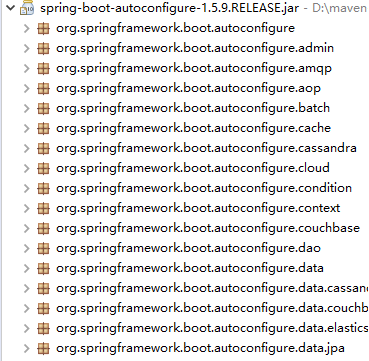 spring-boot-autoconfigure-1.5.9.RELEASE.jar - D:\maven
org.springframework.boot.autoconfigure
org.springframework.boot.autoconfigure.admin
org.springframework.boot.autoconfigure.amqp
org.springframework.boot.autoconfigure.aop
org.springframework.boot.autoconfigure.batch
org.springframework.boot.autoconfigure.cache
org.springframework.boot.autoconfigure.cassandra
org.springframework.boot.autoconfigure.cloud
org.springframework.boot.autoconfigure.condition
org.springframework.boot.autoconfigure.context
org.springframework.boot.autoconfigure.couchbase
org.springframework.boot.autoconfigure.dao
org.springframework.boot.autoconfigure.data
org.springframework.boot.autoconfigure.data.cassan
org.springframework.boot.autoconfigure.data.couchb
org.springframework.boot.autoconfigure.data.elastics
org.springframework.boot.autoconfigure.data.jpa